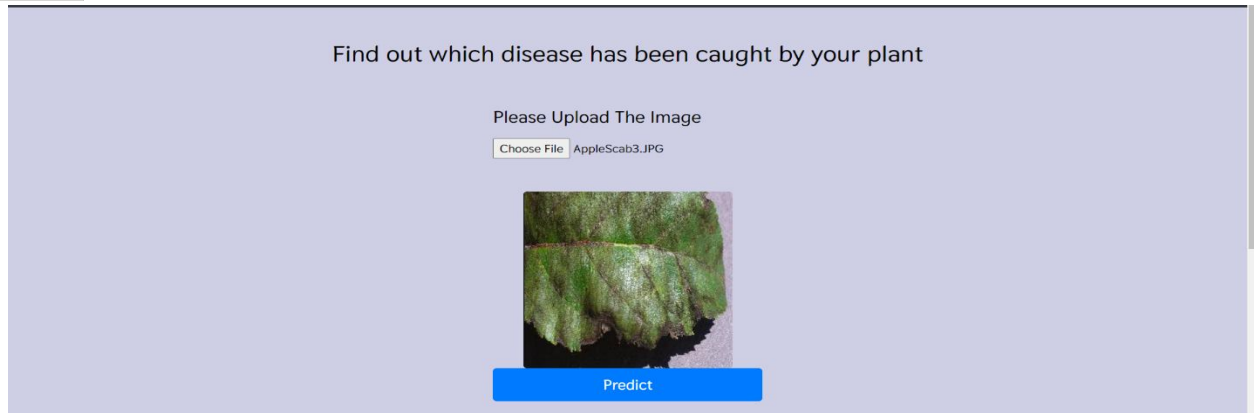 Find out which disease has been caught by your plant
Please Upload The Image
Choose File AppleScab3.JPG
Predict